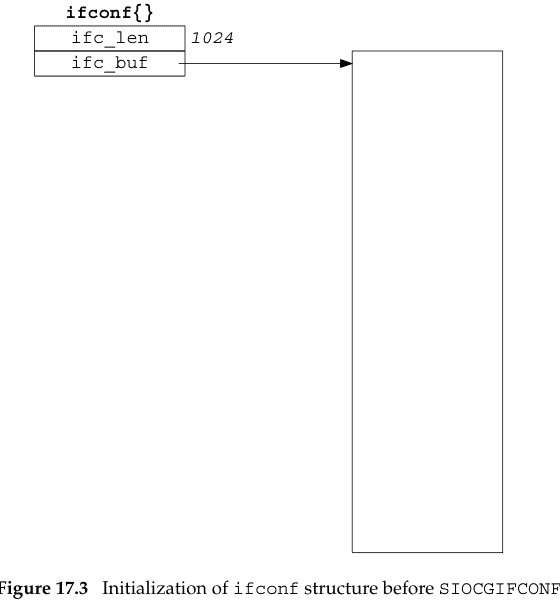 ifconf{}
ifc_len 1024
ifc_buf
Figure 17.3 Initialization of ifconf structure before SIOCGIFCONF